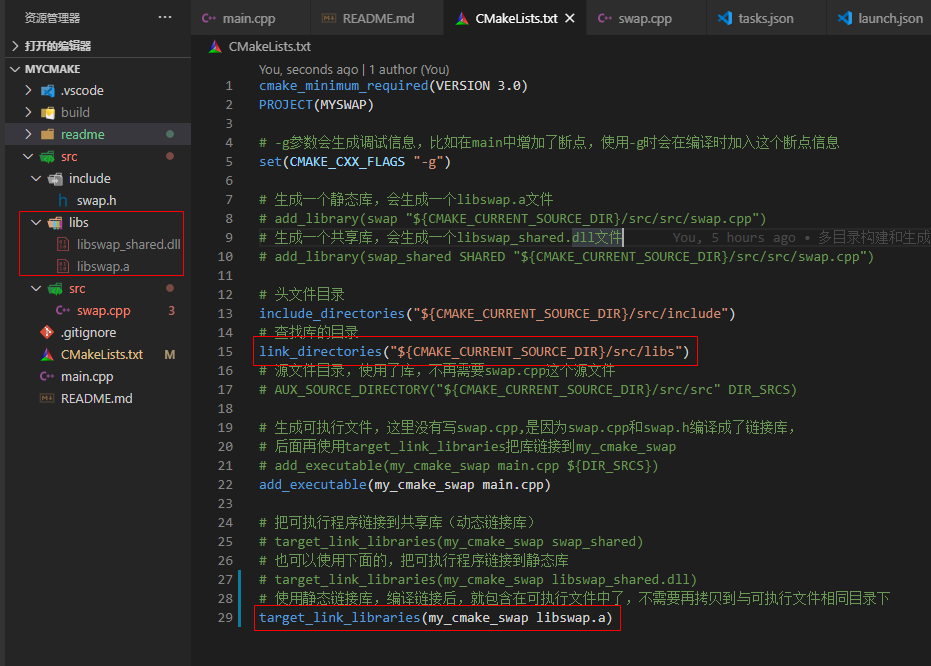 资源管理器 ...
打开的编辑器
MYCMAKE
.vscode
build
readme
src
include
swap.h
libs
libswap_shared.dll
libswap.a
src
swap.cpp 3
.gitignore
CMakeLists.txt M
main.cpp
README.md
main.cpp README.md CMakeLists.txt swap.cpp tasks.json launch.json
CMakeLists.txt
You, seconds ago | 1 author (You)
1 cmake_minimum_required(VERSION 3.0)
2 PROJECT(MYSWAP)
3
4 # -g参数会生成调试信息，比如在main中增加了断点，使用-g时会在编译时加入这个断点信息
5 set(CMAKE_CXX_FLAGS "-g")
6
7 # 生成一个静态库，会生成一个libswap.a文件
8 # add_library(swap "${CMAKE_CURRENT_SOURCE_DIR}/src/src/swap.cpp")
9 # 生成一个共享库，会生成一个libswap_shared.dll文件 You, 5 hours ago • 多目录构建和生成
10 # add_library(swap_shared SHARED "${CMAKE_CURRENT_SOURCE_DIR}/src/src/swap.cpp")
11
12 # 头文件目录
13 include_directories("${CMAKE_CURRENT_SOURCE_DIR}/src/include")
14 # 查找库的目录
15 link_directories("${CMAKE_CURRENT_SOURCE_DIR}/src/libs")
16 # 源文件目录，使用了库，不再需要swap.cpp这个源文件
17 # AUX_SOURCE_DIRECTORY("${CMAKE_CURRENT_SOURCE_DIR}/src/src" DIR_SRCS)
18
19 # 生成可执行文件，这里没有写swap.cpp,是因为swap.cpp和swap.h编译成了链接库，
20 # 后面再使用target_link_libraries把库链接到my_cmake_swap
21 # add_executable(my_cmake_swap main.cpp ${DIR_SRCS})
22 add_executable(my_cmake_swap main.cpp)
23
24 # 把可执行程序链接到共享库（动态链接库）
25 # target_link_libraries(my_cmake_swap swap_shared)
26 # 也可以使用下面的，把可执行程序链接到静态库
27 # target_link_libraries(my_cmake_swap libswap_shared.dll)
28 # 使用静态链接库，编译链接后，就包含在可执行文件中了，不需要再拷贝到与可执行文件相同目录下
29 target_link_libraries(my_cmake_swap libswap.a)